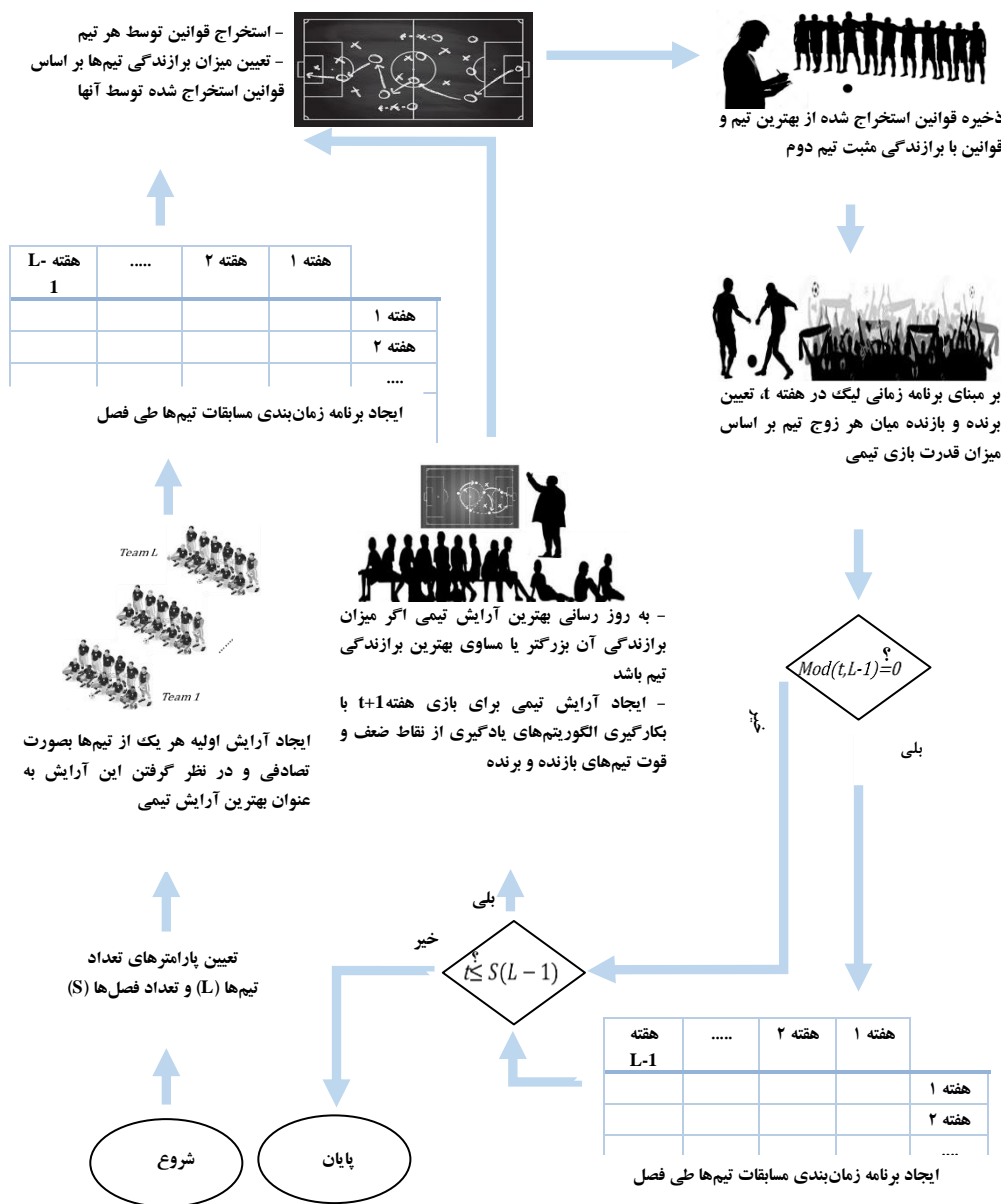 - استخراج قوانین توسط هر تیم
- تعیین میزان برازندگی تیم‌ها بر اساس
قوانین استخراج شده توسط آنها
ذخیره قوانین استخراج شده از بهترین تیم و
قوانین با برازندگی مثبت تیم دوم
هفته ۱
هفته ۲
.....
هفته L-
1
هفته ۱
هفته ۲
....
ایجاد برنامه زمان‌بندی مسابقات تیم‌ها طی فصل
بر مبنای برنامه زمانی لیگ در هفته t، تعیین
برنده و بازنده میان هر زوج تیم بر اساس
میزان قدرت بازی تیمی
Team L
.......
Team 1
ایجاد آرایش اولیه هر یک از تیم‌ها بصورت
تصادفی و در نظر گرفتن این آرایش به
عنوان بهترین آرایش تیمی
- به روز رسانی بهترین آرایش تیمی اگر میزان
برازندگی آن بزرگتر یا مساوی بهترین برازندگی
تیم باشد
- ایجاد آرایش تیمی برای بازی هفته t+1 با
بکارگیری الگوریتم‌های یادگیری از نقاط ضعف و
قوت تیم‌های بازنده و برنده
؟
Mod(t,L-1)=0
خیر
بلی
بلی
خیر
؟
t≤ S(L − 1)
تعیین پارامترهای تعداد
تیم‌ها (L) و تعداد فصل‌ها (S)
هفته ۱
هفته ۲
.....
هفته
L-1
هفته ۱
هفته ۲
....
ایجاد برنامه زمان‌بندی مسابقات تیم‌ها طی فصل
شروع
پایان